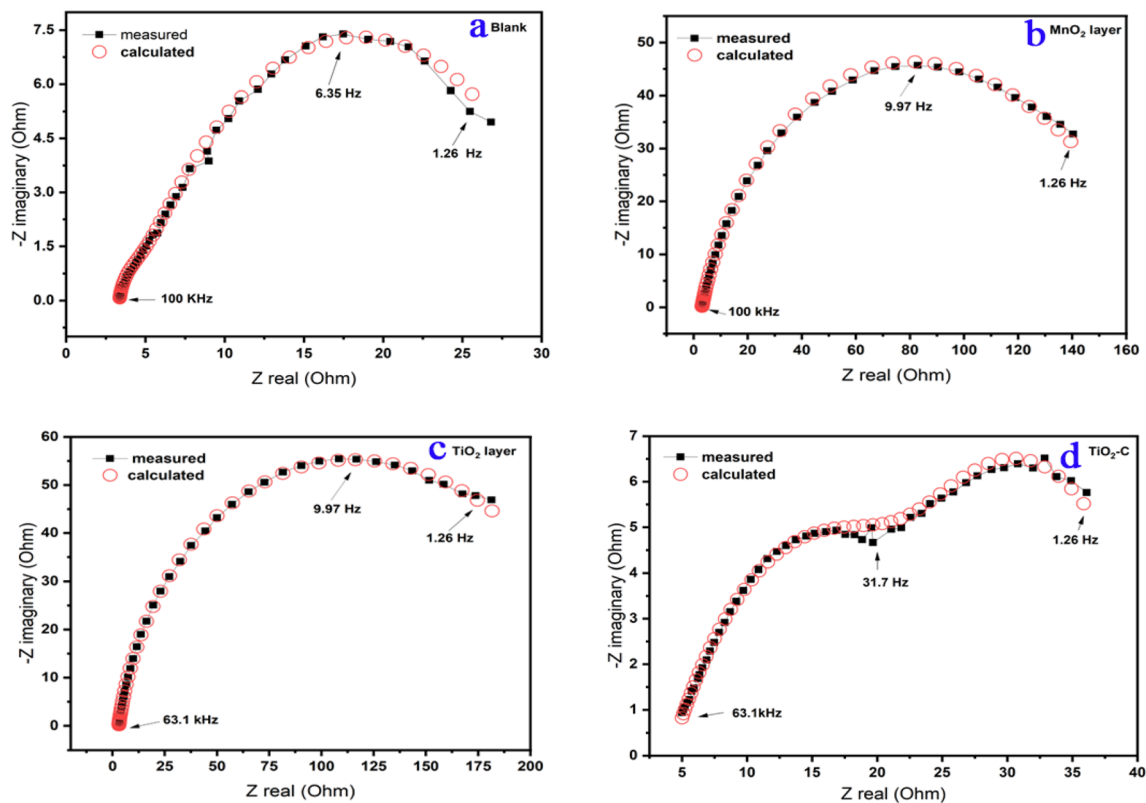 a Blank
measured
calculated
-Z imaginary (Ohm)
7.5
6.0
4.5
3.0
1.5
0.0
6.35 Hz
1.26 Hz
100 KHz
0 5 10 15 20 25 30
Z real (Ohm)
b MnO₂ layer
measured
calculated
-Z imaginary (Ohm)
50
40
30
20
10
0
9.97 Hz
1.26 Hz
100 kHz
0 20 40 60 80 100 120 140 160
Z real (Ohm)
c TiO₂ layer
measured
calculated
-Z imaginary (Ohm)
60
50
40
30
20
10
0
9.97 Hz
1.26 Hz
63.1 kHz
0 25 50 75 100 125 150 175 200
Z real (Ohm)
d TiO₂-C
measured
calculated
-Z imaginary (Ohm)
7
6
5
4
3
2
1
0
31.7 Hz
1.26 Hz
63.1kHz
5 10 15 20 25 30 35 40
Z real (Ohm)